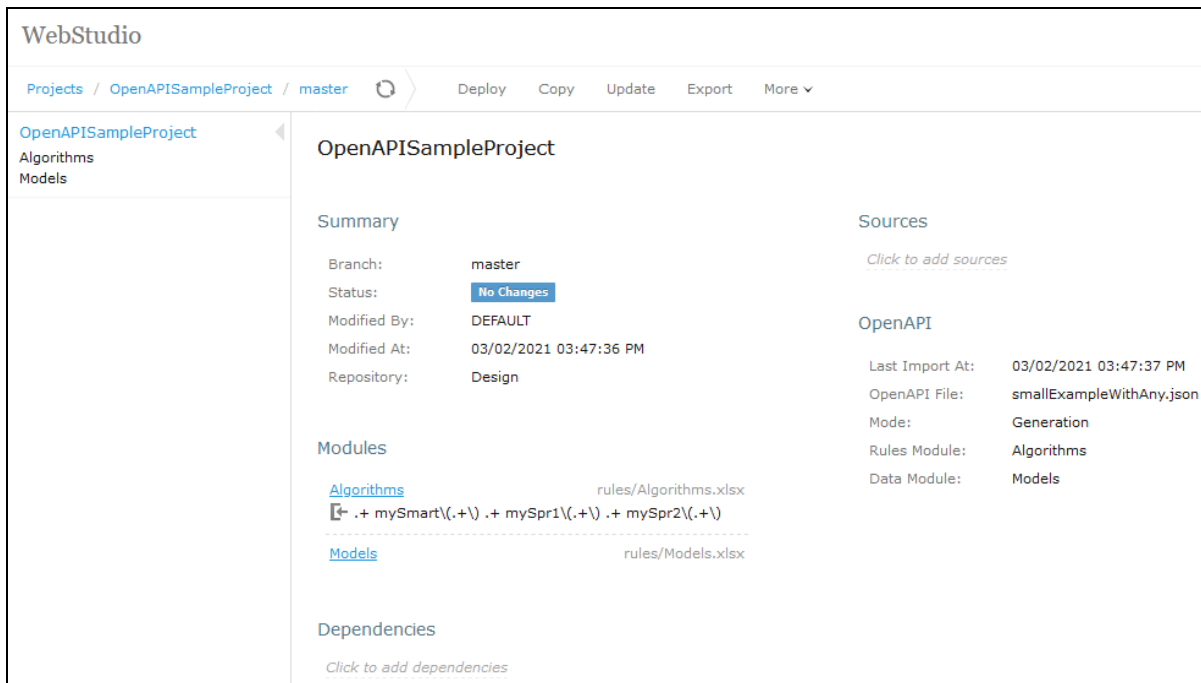 WebStudio
Projects / OpenAPISampleProject / master Deploy Copy Update Export More
OpenAPISampleProject
Algorithms
Models
OpenAPISampleProject
Summary
Branch: master
Status: No Changes
Modified By: DEFAULT
Modified At: 03/02/2021 03:47:36 PM
Repository: Design
Modules
Algorithms rules/Algorithms.xlsx
.+ mySmart\(.+\) .+ mySpr1\(.+\) .+ mySpr2\(.+\)
Models rules/Models.xlsx
Dependencies
Click to add dependencies
Sources
Click to add sources
OpenAPI
Last Import At: 03/02/2021 03:47:37 PM
OpenAPI File: smallExampleWithAny.json
Mode: Generation
Rules Module: Algorithms
Data Module: Models